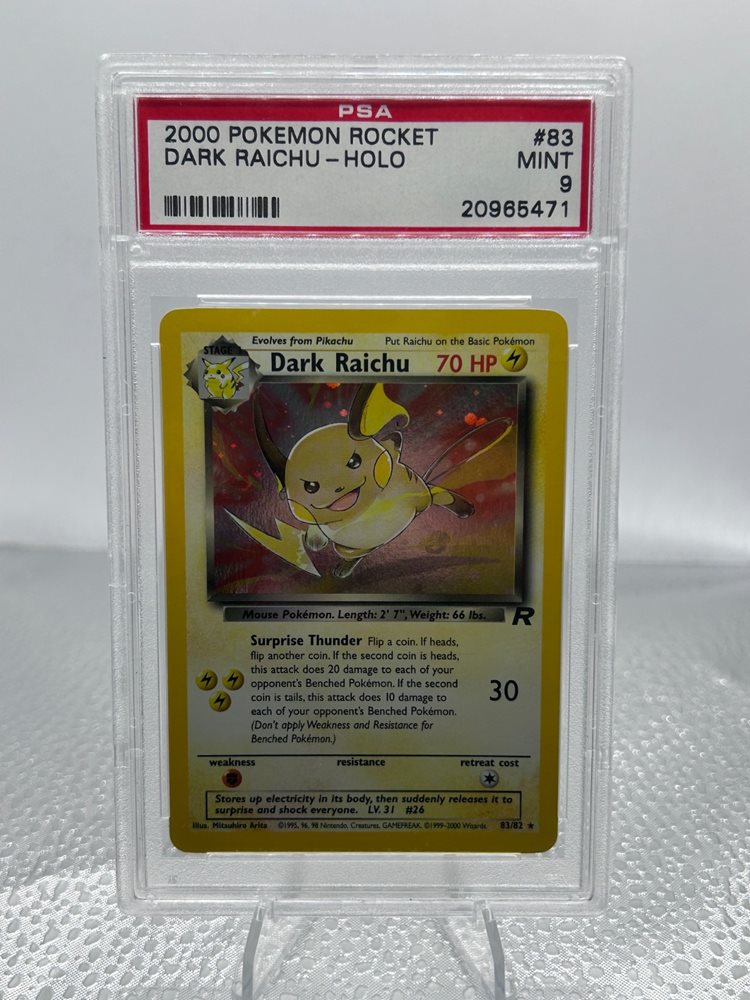 PSA
2000 POKEMON ROCKET #83
DARK RAICHU - HOLO MINT
9
20965471
Evolves from Pikachu Put Raichu on the Basic Pokémon
STAGE
Dark Raichu 70 HP
Mouse Pokémon. Length: 2' 7", Weight: 66 lbs.
R
Surprise Thunder Flip a coin. If heads,
flip another coin. If the second coin is heads,
this attack does 20 damage to each of your
opponent's Benched Pokémon. If the second
coin is tails, this attack does 10 damage to
each of your opponent's Benched Pokémon.
(Don't apply Weakness and Resistance for
Benched Pokémon.)
30
weakness resistance retreat cost
Stores up electricity in its body, then suddenly releases it to
surprise and shock everyone. LV. 31 #26
Illus. Mitsuhiro Arita ©1995, 96, 98 Nintendo, Creatures, GAMEFREAK. ©1999-2000 Wizards. 83/82 ★